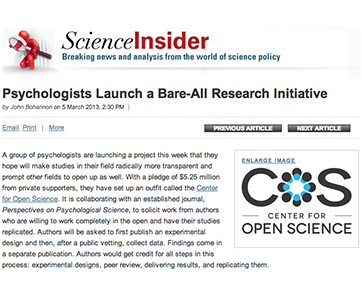 ScienceInsider
Breaking news and analysis from the world of science policy
Psychologists Launch a Bare-All Research Initiative
by John Bohannon on 5 March 2013, 2:30 PM |
Email Print | More
PREVIOUS ARTICLE NEXT ARTICLE
A group of psychologists are launching a project this week that they
hope will make studies in their field radically more transparent and
prompt other fields to open up as well. With a pledge of $5.25 million
from private supporters, they have set up an outfit called the Center
for Open Science. It is collaborating with an established journal,
Perspectives on Psychological Science, to solicit work from authors
who are willing to work completely in the open and have their studies
replicated. Authors will be asked to first publish an experimental
design and then, after a public vetting, collect data. Findings come in
a separate publication. Authors would get credit for all steps in this
process: experimental designs, peer review, delivering results, and replicating them.
ENLARGE IMAGE
COS
CENTER FOR
OPEN SCIENCE